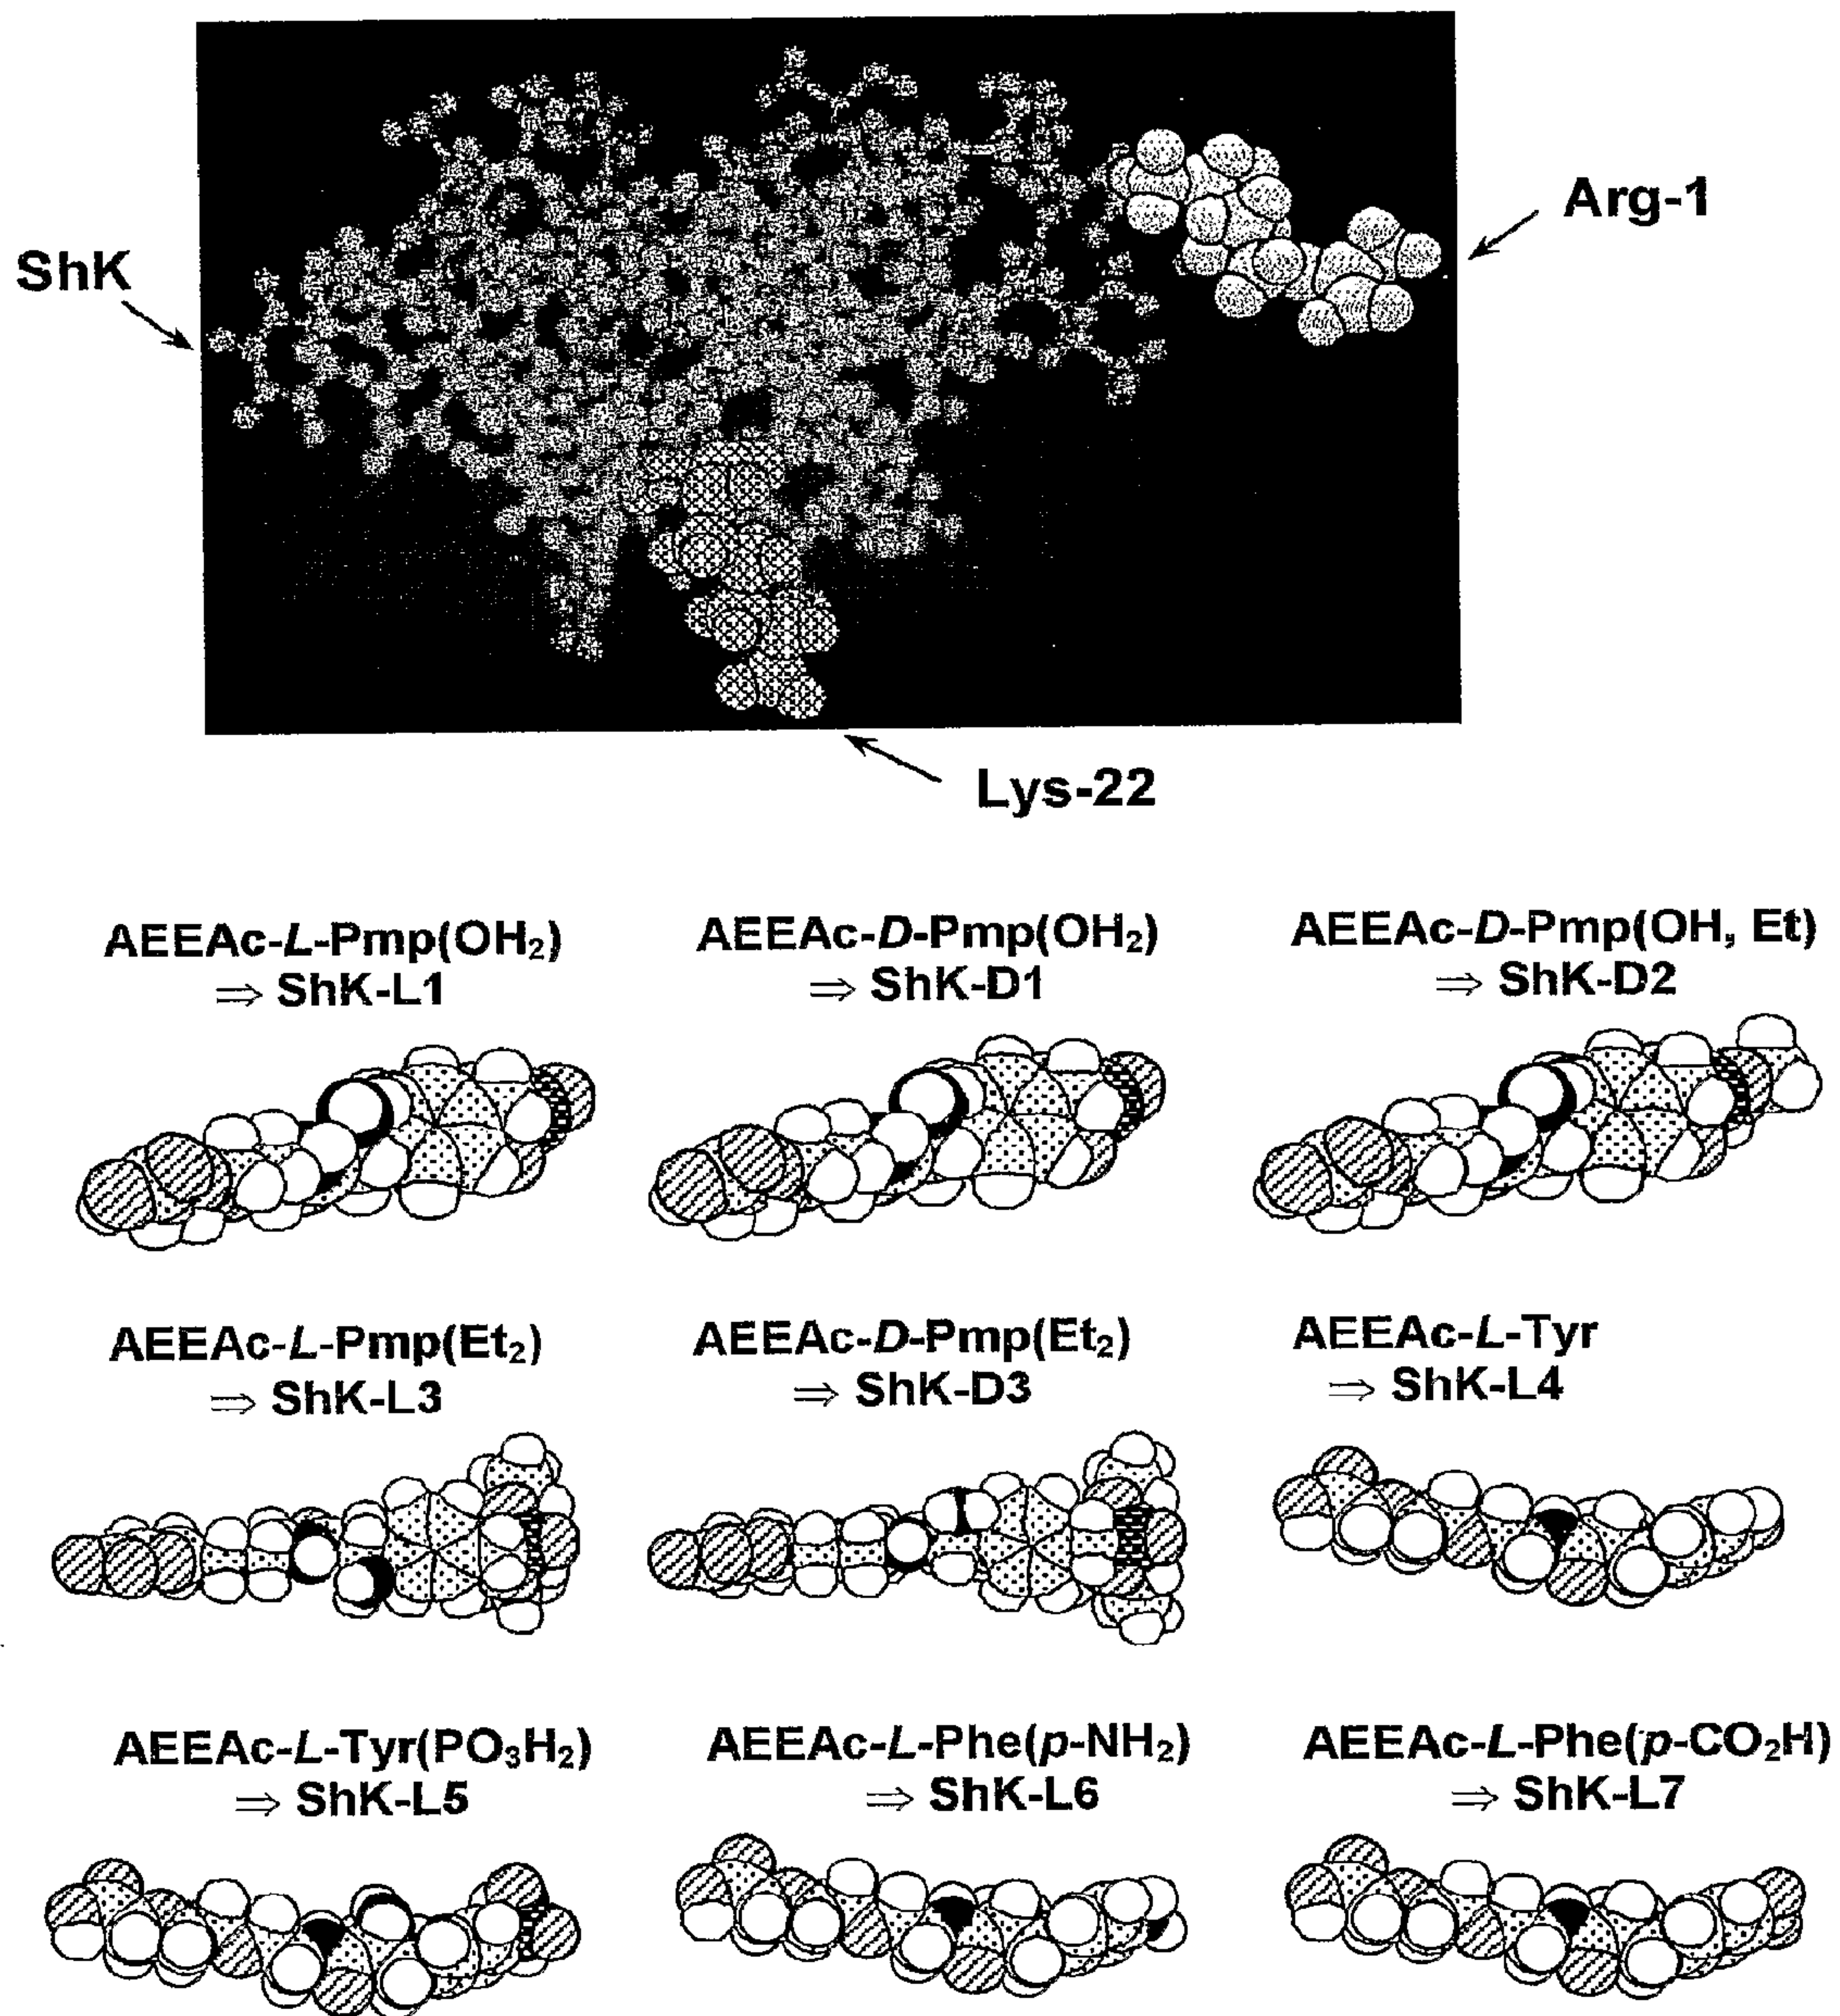 Arg-1
ShK
Lys-22
AEEAc-L-Pmp(OH₂)
⇒ ShK-L1
AEEAc-D-Pmp(OH₂)
⇒ ShK-D1
AEEAc-D-Pmp(OH, Et)
⇒ ShK-D2
AEEAc-L-Pmp(Et₂)
⇒ ShK-L3
AEEAc-D-Pmp(Et₂)
⇒ ShK-D3
AEEAc-L-Tyr
⇒ ShK-L4
AEEAc-L-Tyr(PO₃H₂)
⇒ ShK-L5
AEEAc-L-Phe(p-NH₂)
⇒ ShK-L6
AEEAc-L-Phe(p-CO₂H)
⇒ ShK-L7